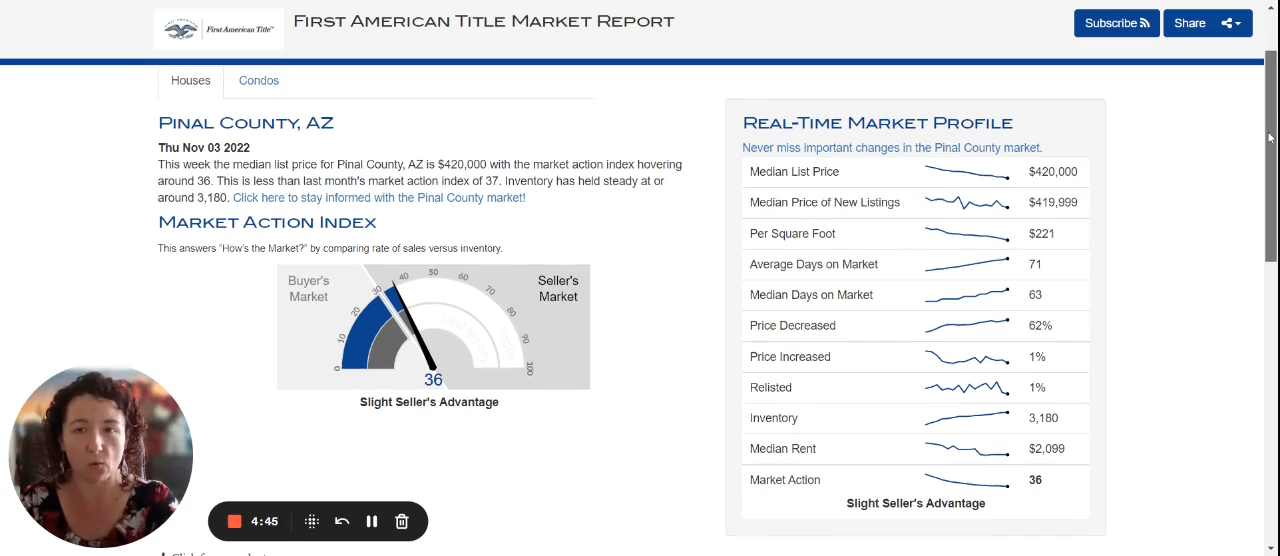 First American Title™
First American Title Market Report
Subscribe
Share
Houses
Condos
Pinal County, AZ
Thu Nov 03 2022
This week the median list price for Pinal County, AZ is $420,000 with the market action index hovering
around 36. This is less than last month's market action index of 37. Inventory has held steady at or
around 3,180. Click here to stay informed with the Pinal County market!
Market Action Index
This answers "How's the Market?" by comparing rate of sales versus inventory.
Buyer's
Market
Seller's
Market
0
10
20
30
40
50
60
70
80
90
100
Last Month
Today
36
Slight Seller's Advantage
Real-Time Market Profile
Never miss important changes in the Pinal County market.
Median List Price $420,000
Median Price of New Listings $419,999
Per Square Foot $221
Average Days on Market 71
Median Days on Market 63
Price Decreased 62%
Price Increased 1%
Relisted 1%
Inventory 3,180
Median Rent $2,099
Market Action 36
Slight Seller's Advantage
4:45